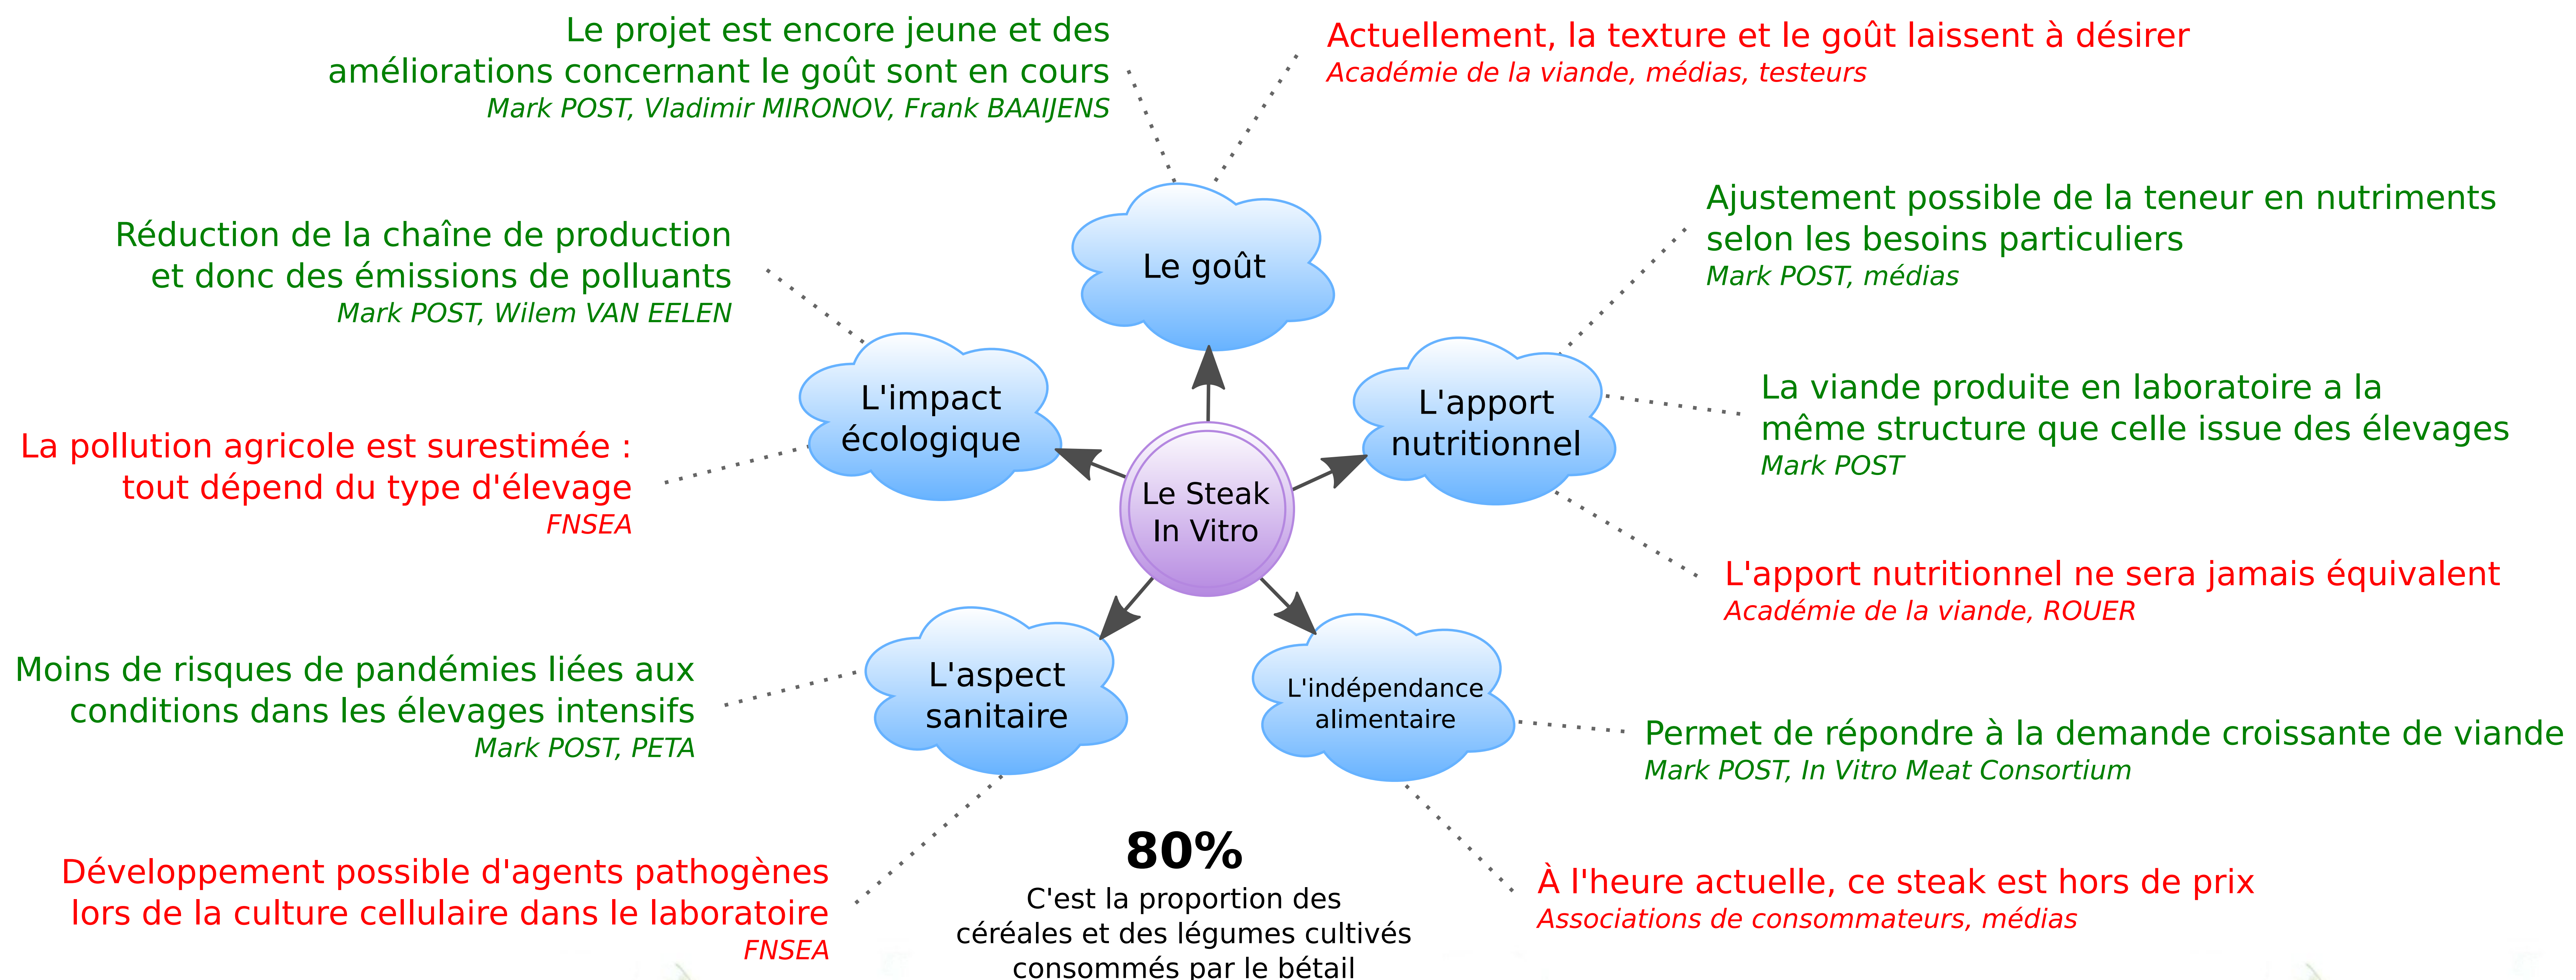 Le projet est encore jeune et des
améliorations concernant le goût sont en cours
Mark POST, Vladimir MIRONOV, Frank BAAIJENS
Actuellement, la texture et le goût laissent à désirer
Académie de la viande, médias, testeurs
Le goût
Réduction de la chaîne de production
et donc des émissions de polluants
Mark POST, Wilem VAN EELEN
Ajustement possible de la teneur en nutriments
selon les besoins particuliers
Mark POST, médias
L'impact
écologique
L'apport
nutritionnel
La viande produite en laboratoire a la
même structure que celle issue des élevages
Mark POST
La pollution agricole est surestimée :
tout dépend du type d'élevage
FNSEA
Le Steak
In Vitro
L'apport nutritionnel ne sera jamais équivalent
Académie de la viande, ROUER
Moins de risques de pandémies liées aux
conditions dans les élevages intensifs
Mark POST, PETA
L'aspect
sanitaire
L'indépendance
alimentaire
Permet de répondre à la demande croissante de viande
Mark POST, In Vitro Meat Consortium
Développement possible d'agents pathogènes
lors de la culture cellulaire dans le laboratoire
FNSEA
80%
C'est la proportion des
céréales et des légumes cultivés
consommés par le bétail
À l'heure actuelle, ce steak est hors de prix
Associations de consommateurs, médias